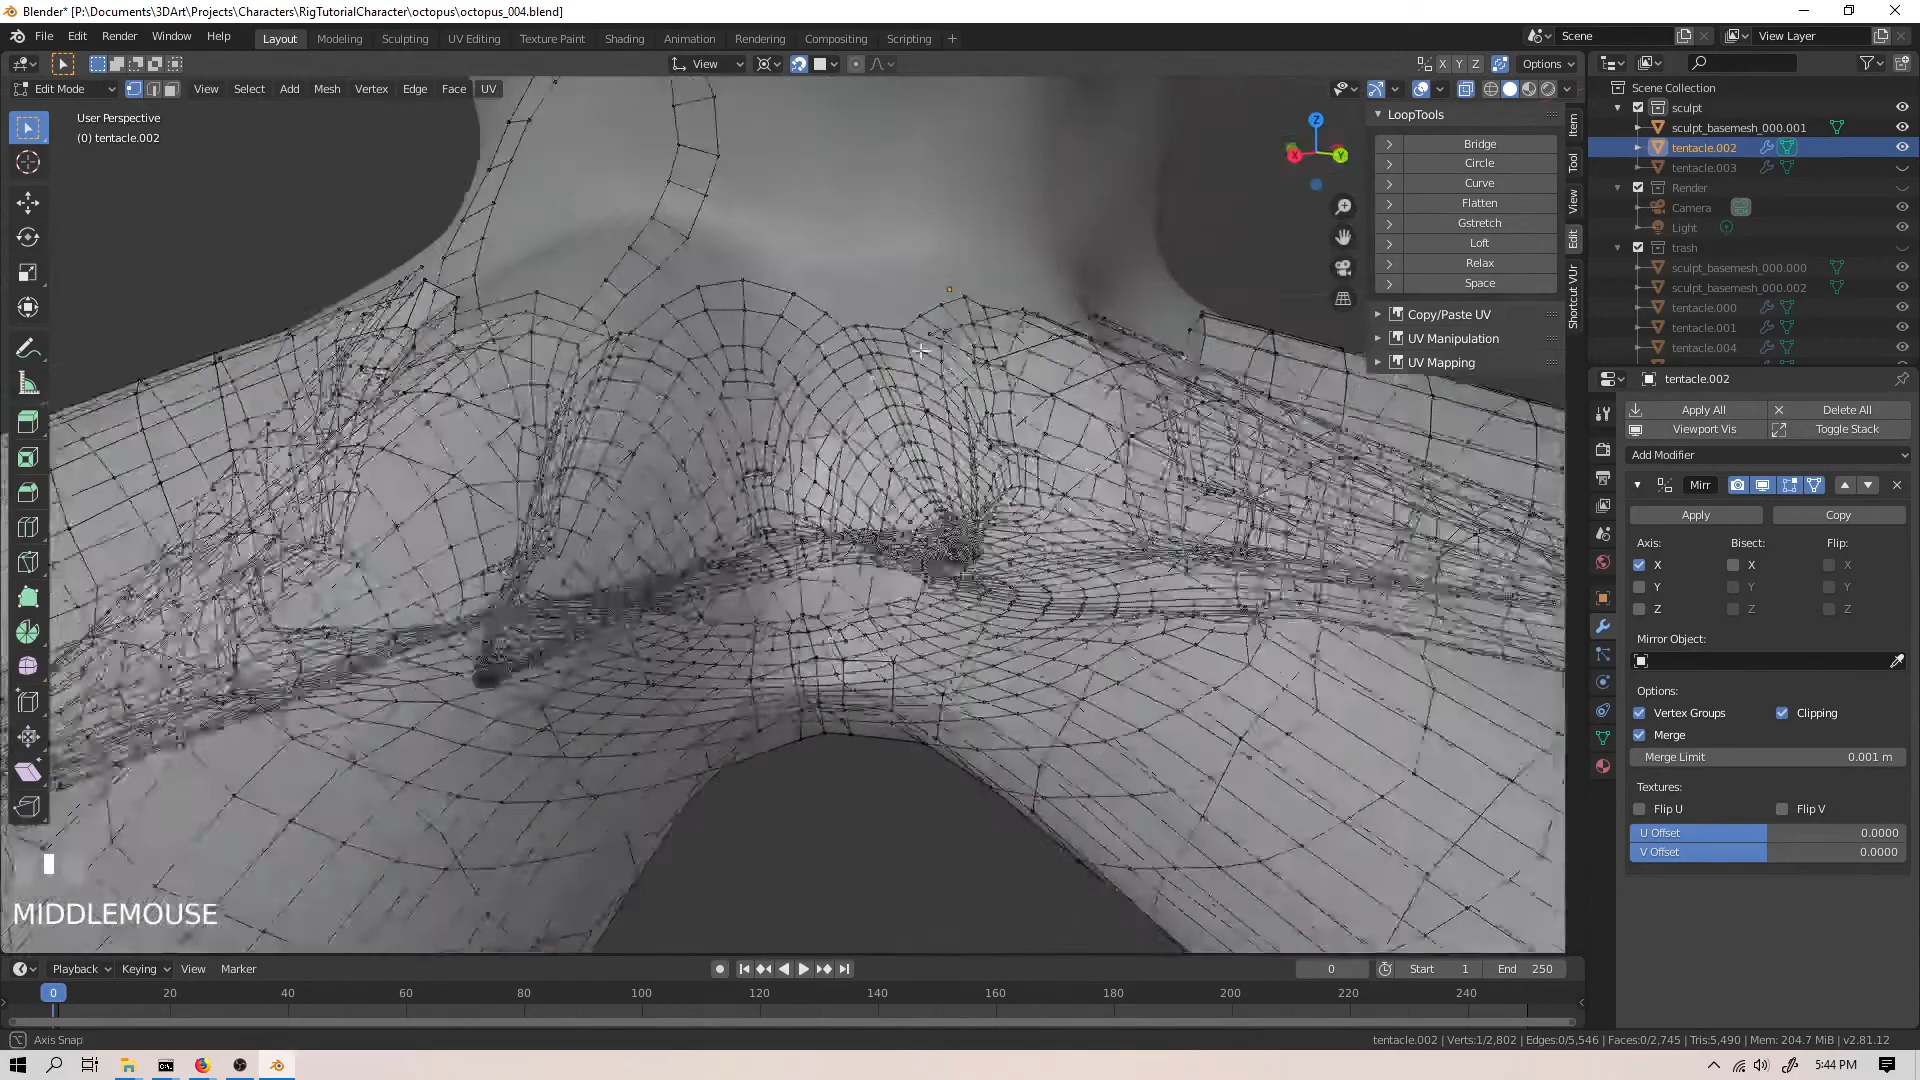 Blender* [P:\Documents\3DArt\Projects\Characters\RigTutorialCharacter\octopus\octopus_004.blend]
File Edit Render Window Help Layout Modeling Sculpting UV Editing Texture Paint Shading Animation Rendering Compositing Scripting +
Scene
View Layer
View
X Y Z
Options
Edit Mode View Select Add Mesh Vertex Edge Face UV
User Perspective
(0) tentacle.002
Z
X
Y
LoopTools
Bridge
Circle
Curve
Flatten
Gstretch
Loft
Relax
Space
Copy/Paste UV
UV Manipulation
UV Mapping
Item
Tool
View
Edit
Shortcut VUr
Scene Collection
sculpt
sculpt_basemesh_000.001
tentacle.002
tentacle.003
Render
Camera
Light
trash
sculpt_basemesh_000.000
sculpt_basemesh_000.002
tentacle.000
tentacle.001
tentacle.004
tentacle.002
Apply All
Delete All
Viewport Vis
Toggle Stack
Add Modifier
Mirr
Apply
Copy
Axis: Bisect: Flip:
X X X
Y Y Y
Z Z Z
Mirror Object:
Options:
Vertex Groups
Clipping
Merge
Merge Limit 0.001 m
Textures:
Flip U
Flip V
U Offset 0.0000
V Offset 0.0000
MIDDLEMOUSE
Playback Keying View Marker
0
Start 1
End 250
0 20 40 60 80 100 120 140 160 180 200 220 240
Axis Snap
tentacle.002 | Verts:1/2,802 | Edges:0/5,546 | Faces:0/2,745 | Tris:5,490 | Mem: 204.7 MiB | v2.81.12
5:44 PM